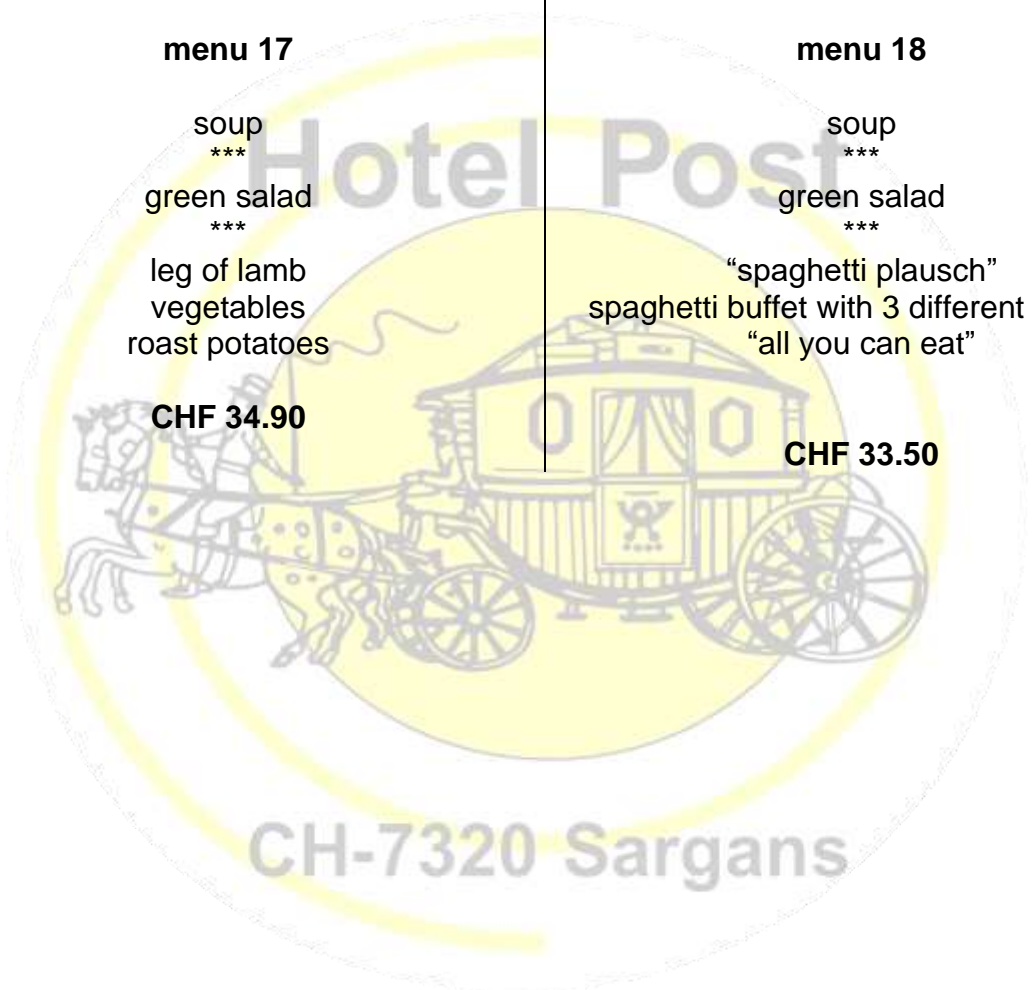 menu 17
soup
***
green salad
***
leg of lamb
vegetables
roast potatoes
CHF 34.90
menu 18
soup
***
green salad
***
“spaghetti plausch”
spaghetti buffet with 3 different
“all you can eat”
CHF 33.50
Hotel Post
CH-7320 Sargans